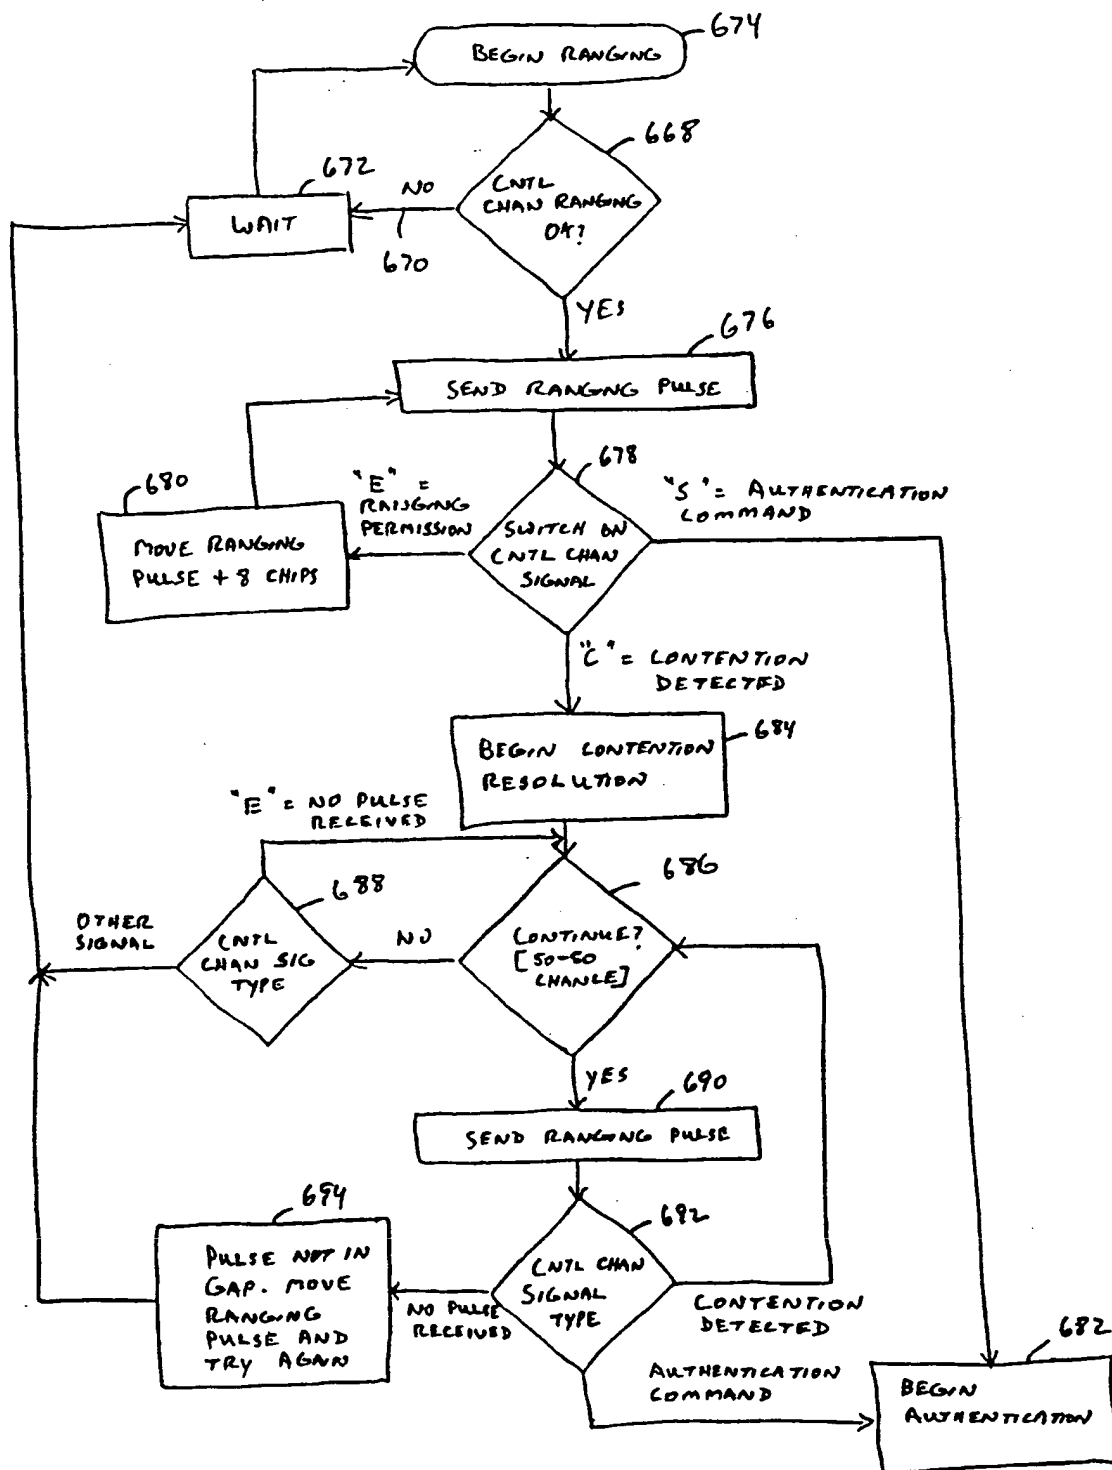 674
BEGIN RANGING
668
672
NO
CNTL
CHAN RANGING
OK?
WAIT
670
YES
676
SEND RANGING PULSE
678
680
"E" =
RANGING
PERMISSION
"S" = AUTHENTICATION
COMMAND
MOVE RANGING
PULSE + 8 CHIPS
SWITCH ON
CNTL CHAN
SIGNAL
"C" = CONTENTION
DETECTED
684
BEGIN CONTENTION
RESOLUTION
"E" = NO PULSE
RECEIVED
686
688
OTHER
SIGNAL
CNTL
CHAN SIG
TYPE
NO
CONTINUE?
[50-50
CHANCE]
YES
690
SEND RANGING PULSE
694
692
PULSE NOT IN
GAP. MOVE
RANGING
PULSE AND
TRY AGAIN
CNTL CHAN
SIGNAL
TYPE
NO PULSE
RECEIVED
CONTENTION
DETECTED
682
AUTHENTICATION
COMMAND
BEGIN
AUTHENTICATION